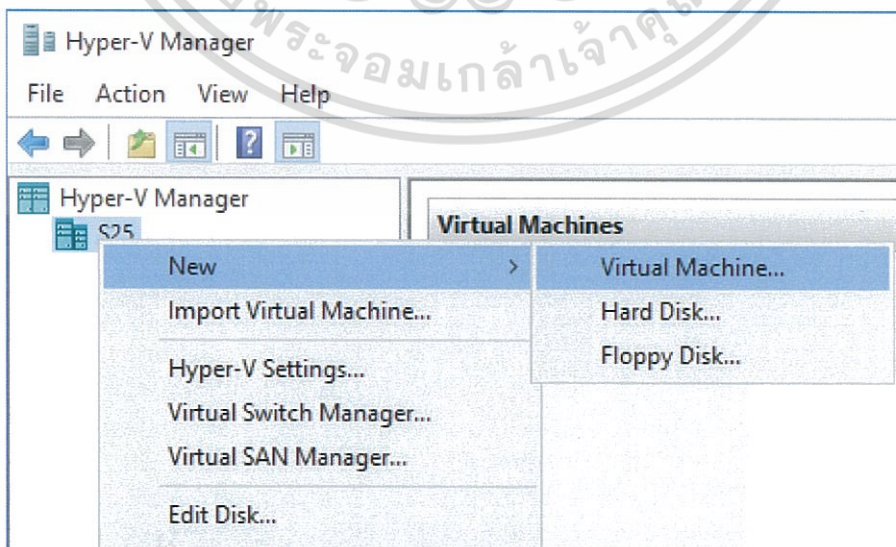 พระจอมเกล้าเจ้าคุณ
Hyper-V Manager
File Action View Help
Hyper-V Manager
S25
Virtual Machines
New > Virtual Machine...
Import Virtual Machine... Hard Disk...
Floppy Disk...
Hyper-V Settings...
Virtual Switch Manager...
Virtual SAN Manager...
Edit Disk...